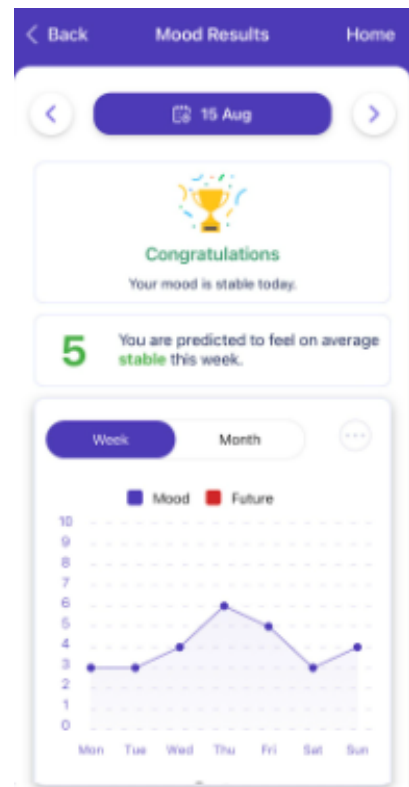 Back Mood Results Home
15 Aug
Congratulations
Your mood is stable today.
5
You are predicted to feel on average
stable this week.
Week Month
Mood Future
10
9
8
7
6
5
4
3
2
1
0
Mon Tue Wed Thu Fri Sat Sun